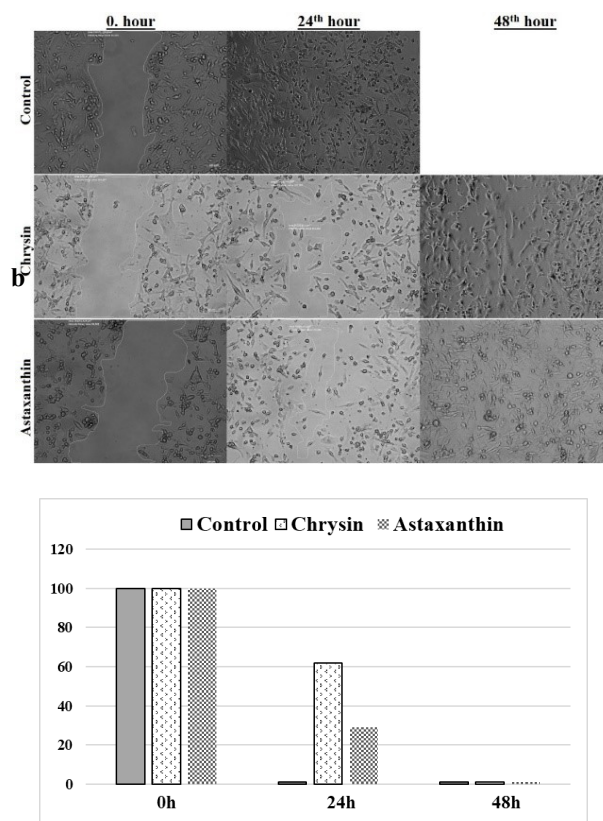 0. hour 24th hour 48th hour
Control
Chrysin
b
Astaxanthin
Control Chrysin Astaxanthin
120
100
80
60
40
20
0
0h 24h 48h